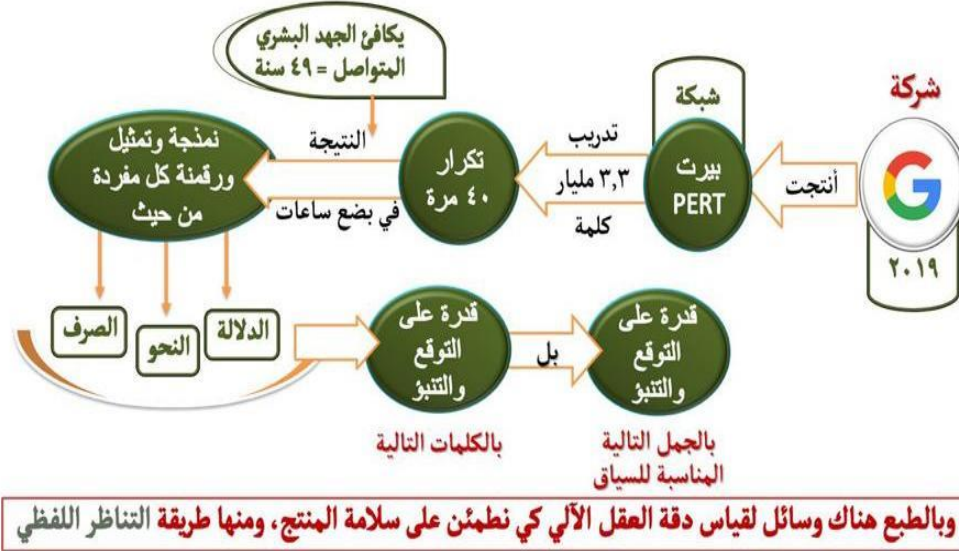 شركة
G
٢٠١٩
أنتجت
شبكة
بيرت
PERT
تدريب
٣,٣ مليار
كلمة
تكرار
٤٠ مرة
يكافئ الجهد البشري
المتواصل = ٤٩ سنة
النتيجة
في بضع ساعات
نمذجة وتمثيل
ورقمنة كل مفردة
من حيث
الدلالة
النحو
الصرف
قدرة على
التوقع
والتنبؤ
بالكلمات التالية
بل
قدرة على
التوقع
والتنبؤ
بالجمل التالية
المناسبة للسياق
وبالطبع هناك وسائل لقياس دقة العقل الآلي كي نطمئن على سلامة المنتج، ومنها طريقة التناظر اللفظي